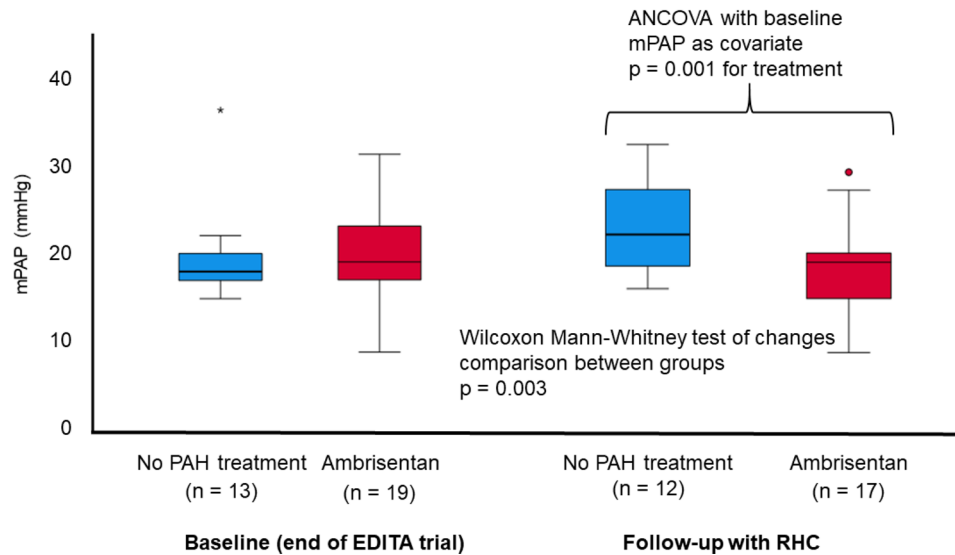 ANCOVA with baseline
mPAP as covariate
p = 0.001 for treatment
mPAP (mmHg)
40
30
20
10
0
*
Wilcoxon Mann-Whitney test of changes
comparison between groups
p = 0.003
No PAH treatment
(n = 13)
Ambrisentan
(n = 19)
No PAH treatment
(n = 12)
Ambrisentan
(n = 17)
Baseline (end of EDITA trial)
Follow-up with RHC